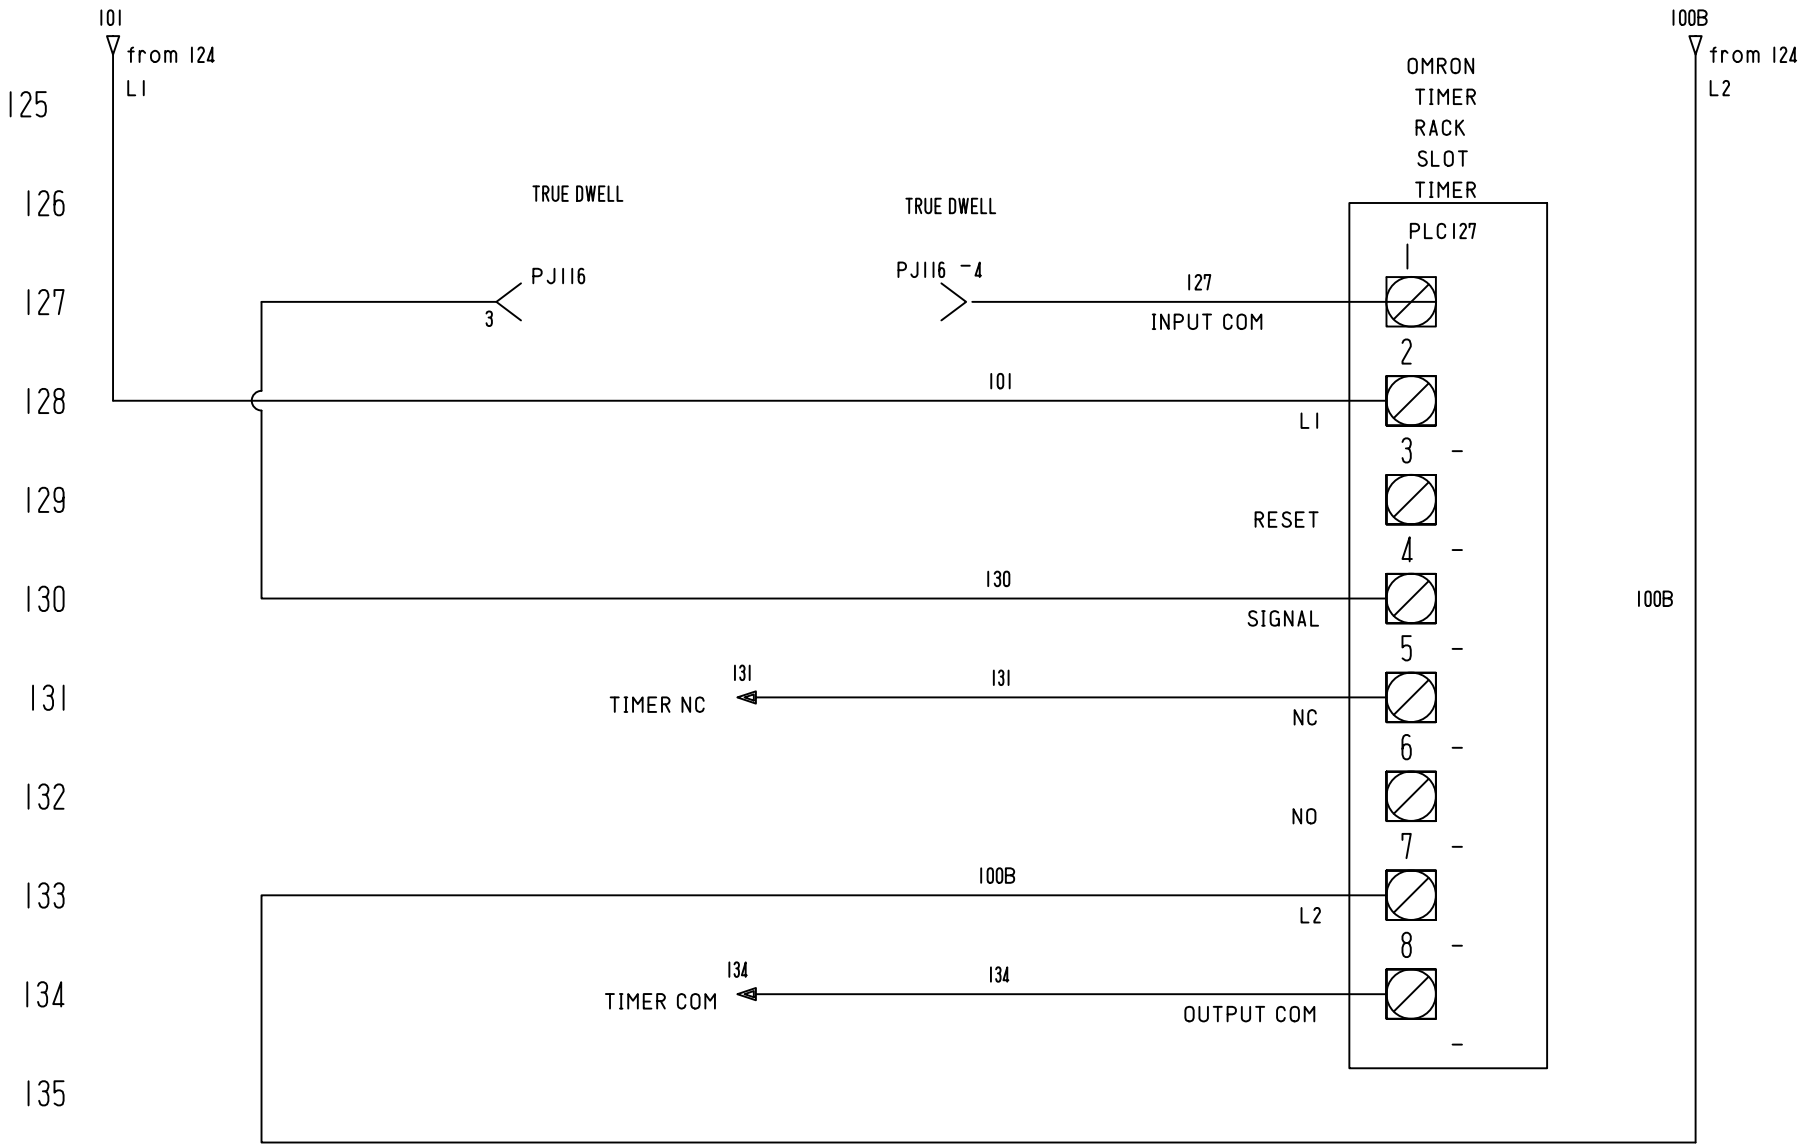 101
100B
from 124
from 124
L1
L2
OMRON
TIMER
RACK
SLOT
TIMER
125
126
TRUE DWELL
TRUE DWELL
PLC127
PJ116
PJ116 -4
127
127
3
INPUT COM
2
128
101
L1
3 -
129
RESET
4 -
130
130
SIGNAL
100B
5 -
131
131
131
TIMER NC
NC
6 -
132
NO
7 -
133
100B
L2
8 -
134
134
134
TIMER COM
OUTPUT COM
-
135